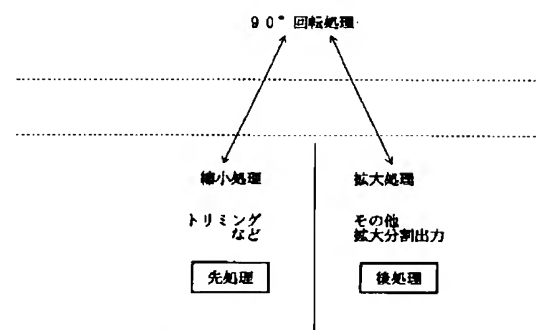 90°回転処理
縮小処理
拡大処理
トリミング
など
その他
拡大分割出力
先処理
後処理